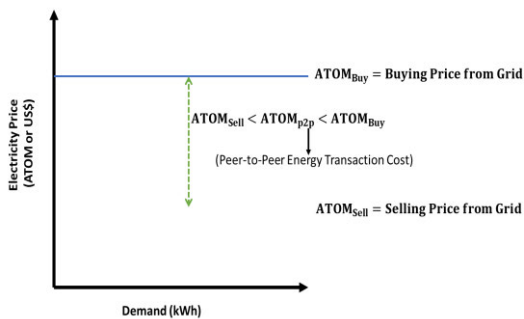 ATOMBuy = Buying Price from Grid
ATOMSell < ATOMp2p < ATOMBuy
(Peer-to-Peer Energy Transaction Cost)
ATOMSell = Selling Price from Grid
Electricity Price
(ATOM or US$)
Demand (kWh)